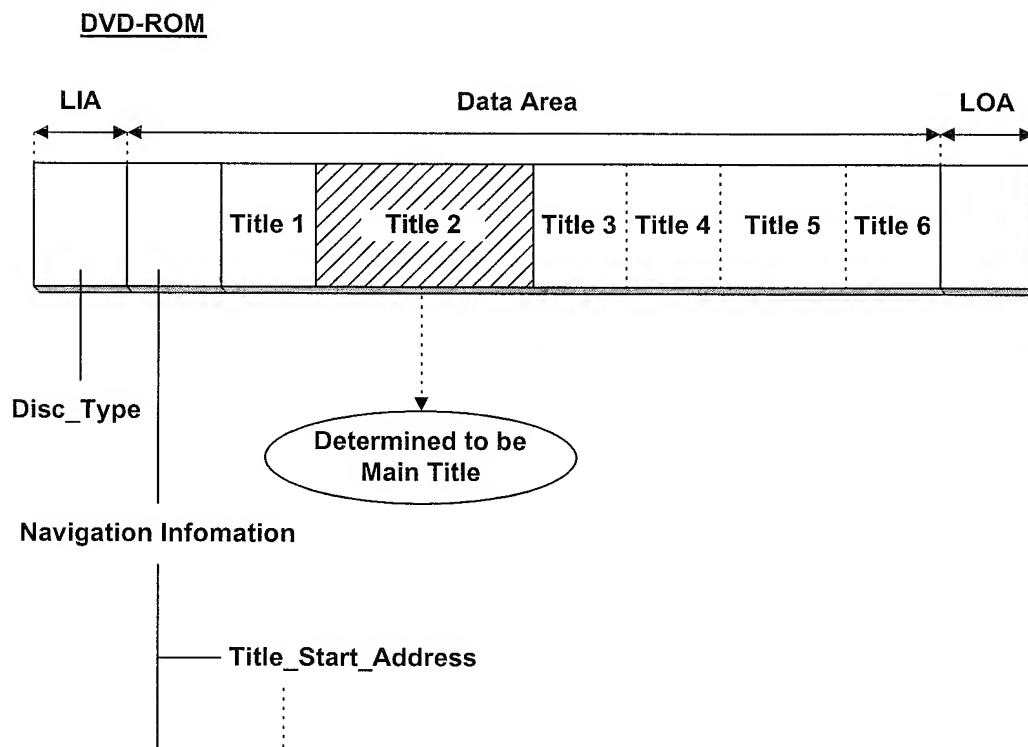 DVD-ROM
LIA
Data Area
LOA
Title 1
Title 2
Title 3
Title 4
Title 5
Title 6
Disc_Type
Determined to be
Main Title
Navigation Infomation
Title_Start_Address